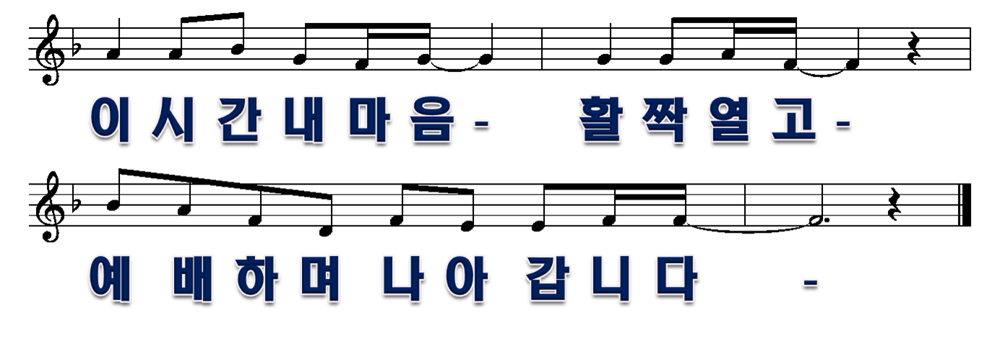 이 시 간 내 마 음 - 활 짝 열 고 -
예 배 하 며 나 아 갑 니 다 -